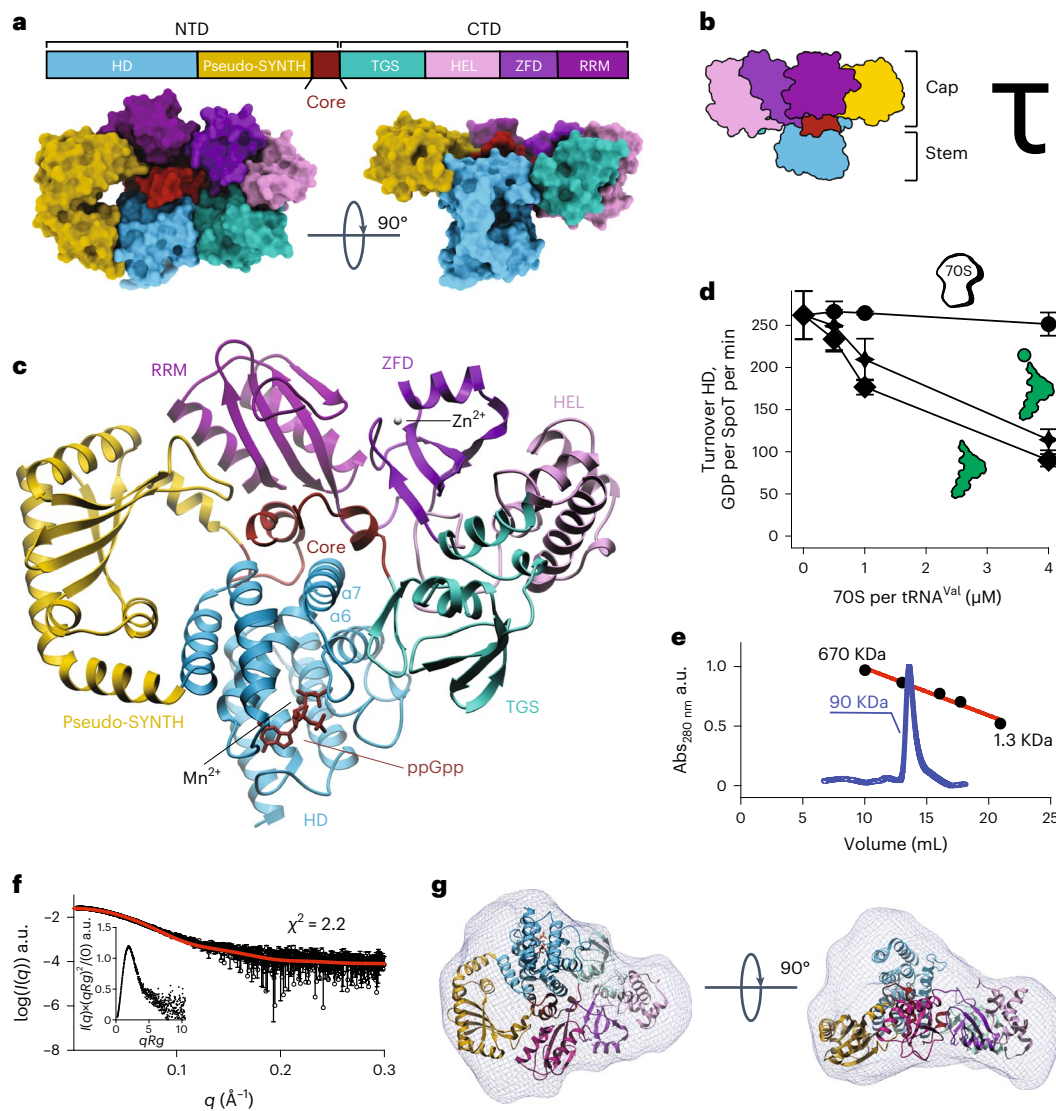 a
NTD
CTD
HD
Pseudo-SYNTH
TGS
HEL
ZFD
RRM
Core
90°
b
Cap
Stem
τ
c
RRM
ZFD
Zn2+
HEL
Core
α7
α6
Pseudo-SYNTH
TGS
Mn2+
ppGpp
HD
d
70S
Turnover HD,
GDP per SpoT per min
250
200
150
100
50
0
0
1
2
3
4
70S per tRNAVal (μM)
e
670 KDa
90 KDa
1.3 KDa
Abs280 nm a.u.
1.0
0.5
0
0
5
10
15
20
25
Volume (mL)
f
χ2 = 2.2
log(I(q)) a.u.
–2
–4
–6
–8
I(q)×(qRg)2/(0)) a.u.
1.5
1.0
0.5
0
0
5
10
qRg
0.1
0.2
0.3
q (Å–1)
g
90°